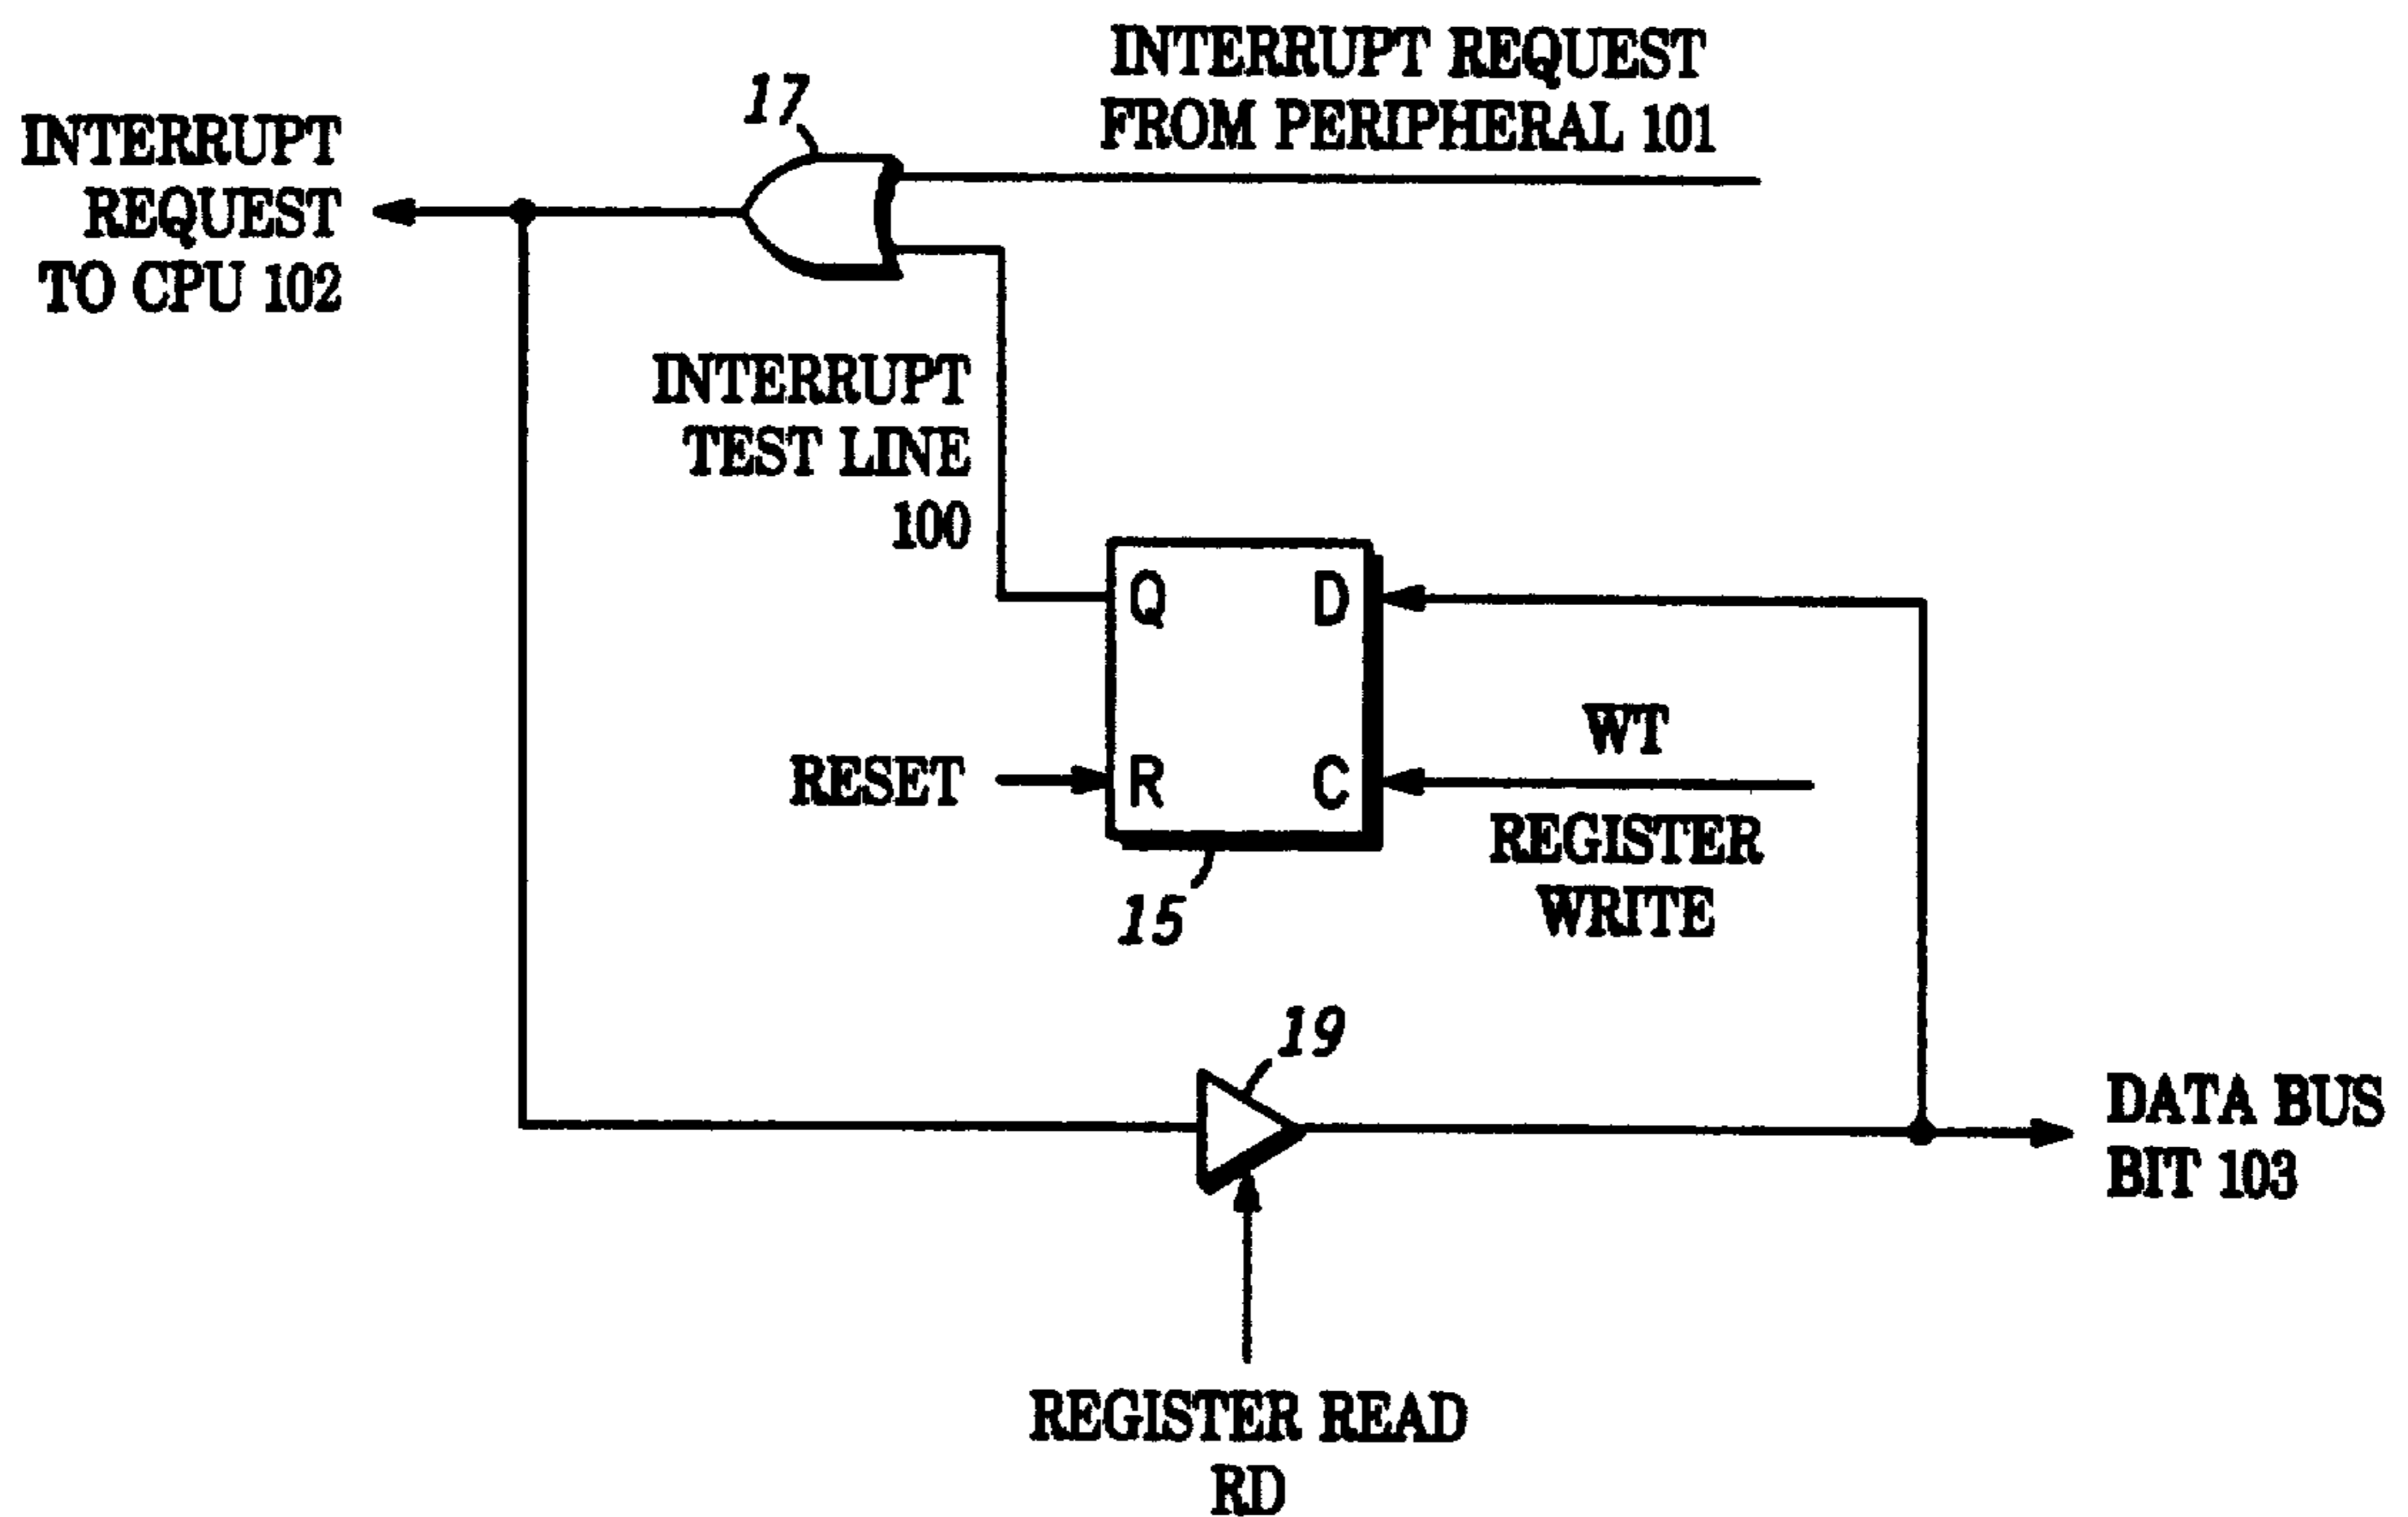 INTERRUPT REQUEST
FROM PERIPHERAL 101
17
INTERRUPT
REQUEST
TO CPU 102
INTERRUPT
TEST LINE
100
Q
D
WT
RESET
R
C
REGISTER
WRITE
15
19
DATA BUS
BIT 103
REGISTER READ
RD